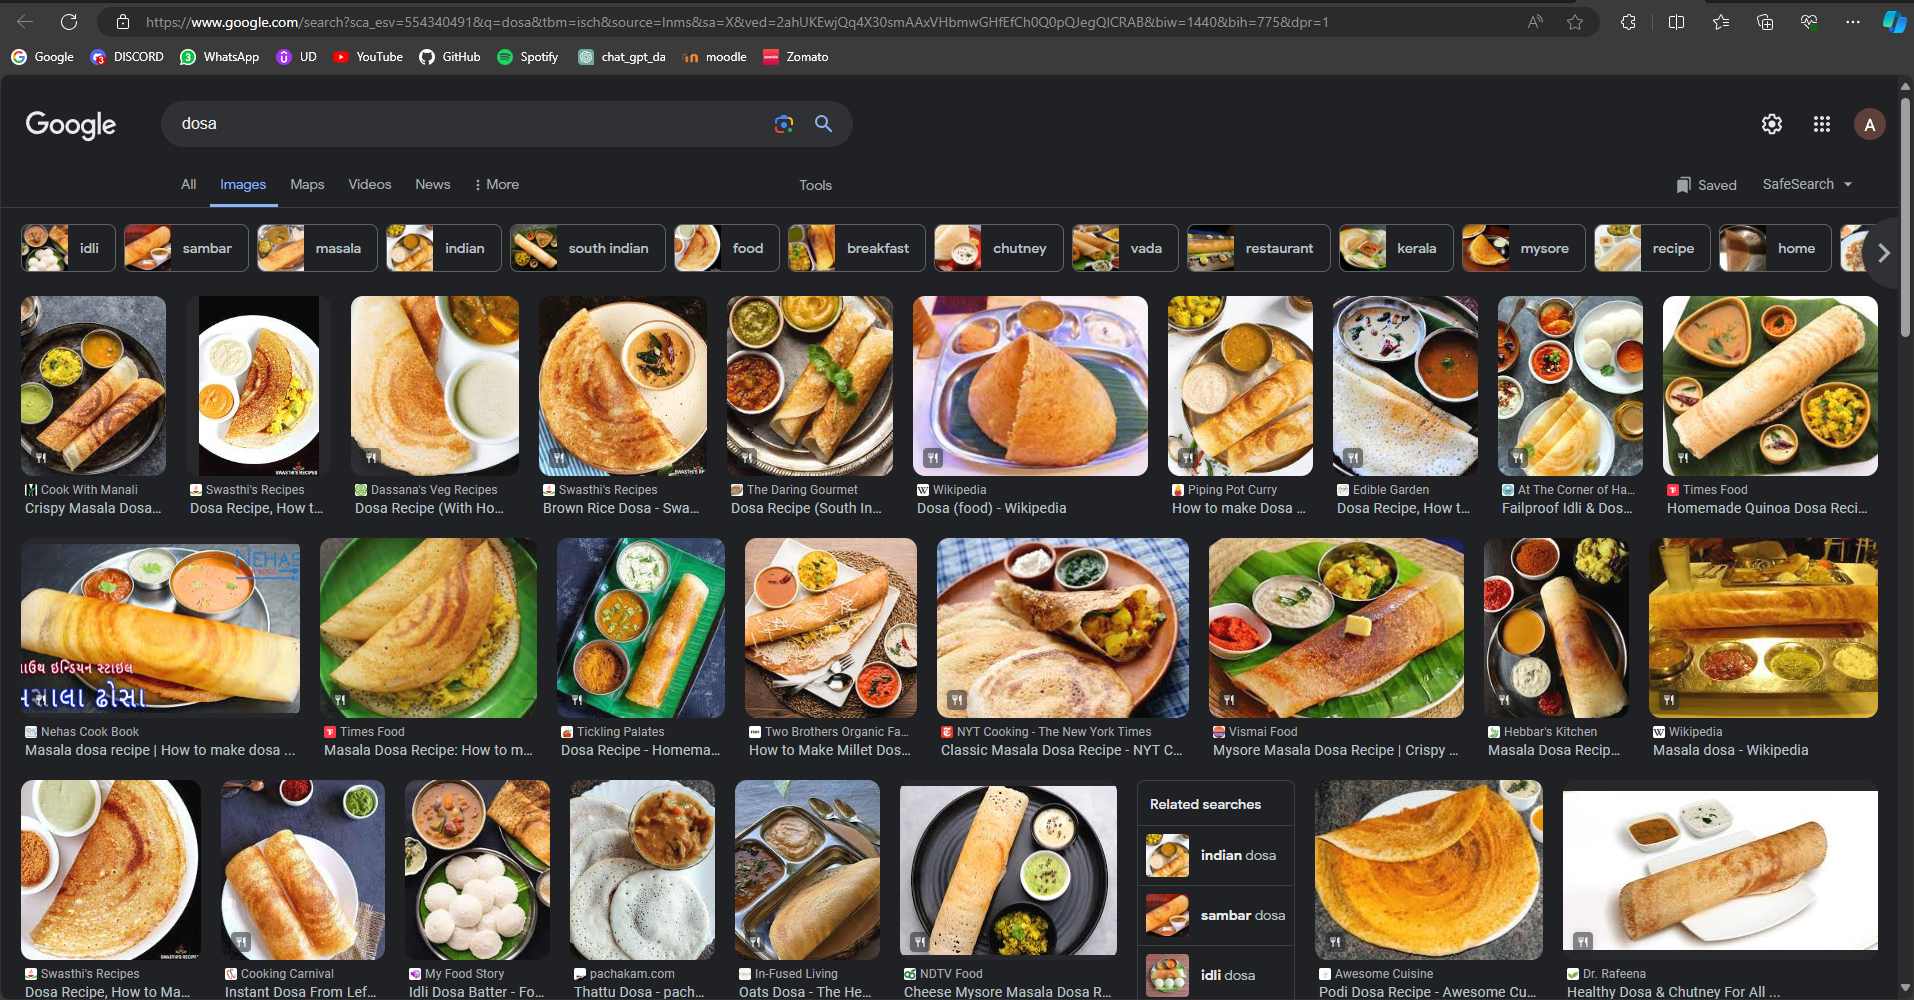 https://www.google.com/search?sca_esv=554340491&q=dosa&tbm=isch&source=lnms&sa=X&ved=2ahUKEwjQq4X30smAAxVHbmwGHfEfCh0Q0pQJegQICRAB&biw=1440&bih=775&dpr=1
Google DISCORD WhatsApp UD YouTube GitHub Spotify chat_gpt_da moodle Zomato
Google dosa A
All Images Maps Videos News More Tools Saved SafeSearch
idli sambar masala indian south indian food breakfast chutney vada restaurant kerala mysore recipe home
SWASTHI'S RECIPES
Cook With Manali Swasthi's Recipes Dassana's Veg Recipes Swasthi's Recipes The Daring Gourmet Wikipedia Piping Pot Curry Edible Garden At The Corner of Ha... Times Food
Crispy Masala Dosa... Dosa Recipe, How t... Dosa Recipe (With Ho... Brown Rice Dosa - Swa... Dosa Recipe (South In... Dosa (food) - Wikipedia How to make Dosa ... Dosa Recipe, How t... Failproof Idli & Dos... Homemade Quinoa Dosa Reci...
NEHAS
ઇન્ડિયન સ્ટાઇલ
ઢોસા
Nehas Cook Book Times Food Tickling Palates Two Brothers Organic Fa... NYT Cooking - The New York Times Vismai Food Hebbar's Kitchen Wikipedia
Masala dosa recipe | How to make dosa ... Masala Dosa Recipe: How to m... Dosa Recipe - Homema... How to Make Millet Dos... Classic Masala Dosa Recipe - NYT C... Mysore Masala Dosa Recipe | Crispy ... Masala Dosa Recip... Masala dosa - Wikipedia
Related searches
indian dosa
sambar dosa
idli dosa
SWASTHI'S RECIPES
Swasthi's Recipes Cooking Carnival My Food Story pachakam.com In-Fused Living NDTV Food Awesome Cuisine Dr. Rafeena
Dosa Recipe, How to Ma... Instant Dosa From Lef... Idli Dosa Batter - Fo... Thattu Dosa - pach... Oats Dosa - The He... Cheese Mysore Masala Dosa R... Podi Dosa Recipe - Awesome Cu... Healthy Dosa & Chutney For All ...